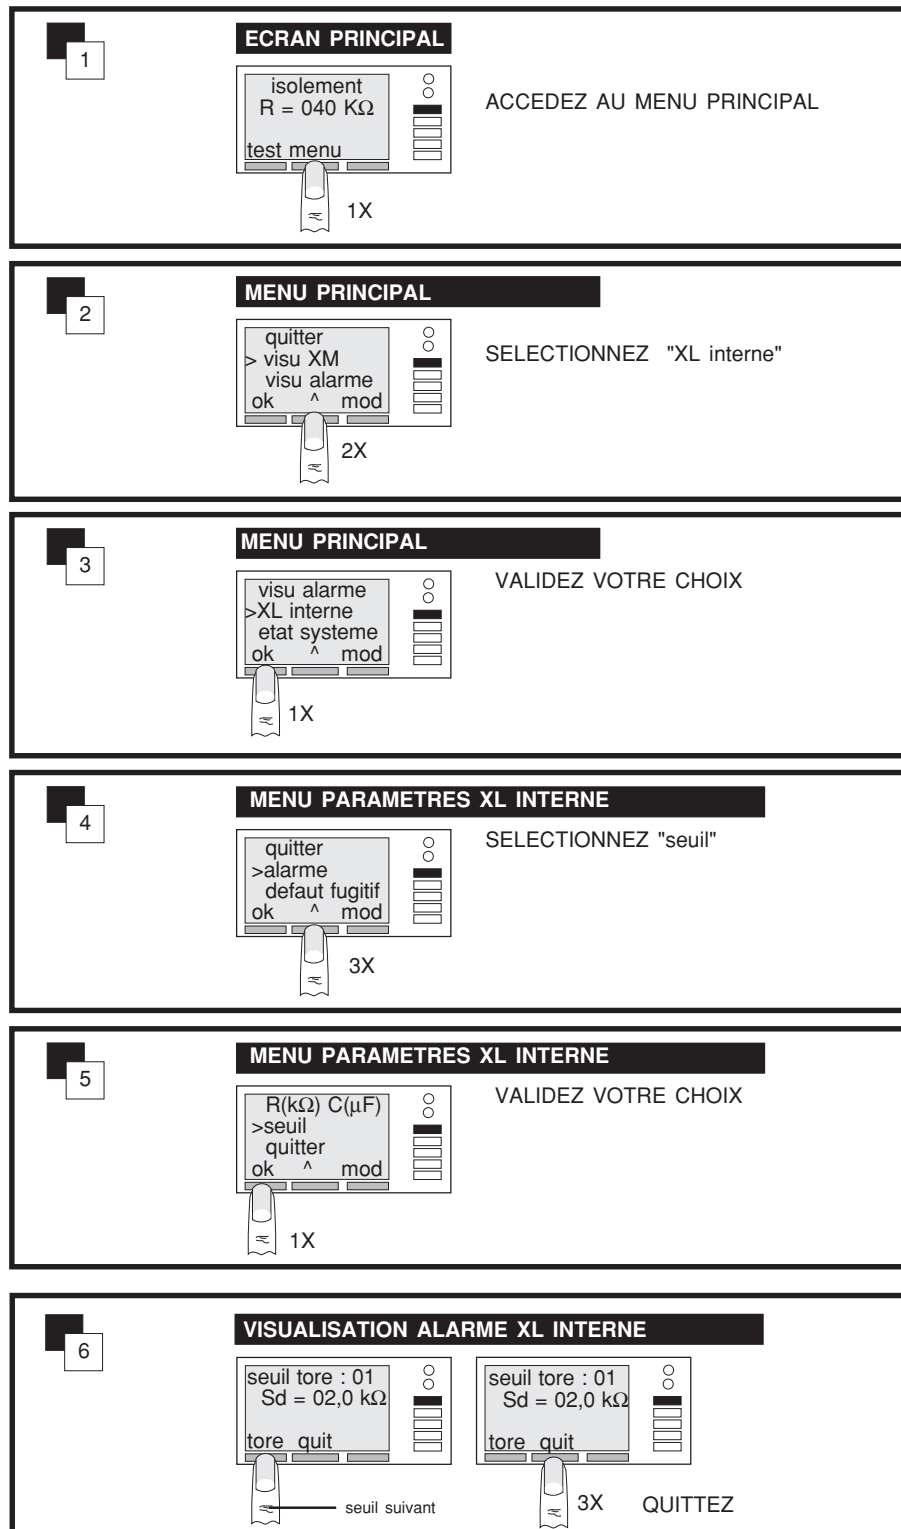 1
ECRAN PRINCIPAL
isolement
R = 040 KΩ
test menu
1X
ACCEDEZ AU MENU PRINCIPAL
2
MENU PRINCIPAL
quitter
> visu XM
visu alarme
ok ^ mod
2X
SELECTIONNEZ "XL interne"
3
MENU PRINCIPAL
visu alarme
>XL interne
etat systeme
ok ^ mod
1X
VALIDEZ VOTRE CHOIX
4
MENU PARAMETRES XL INTERNE
quitter
>alarme
defaut fugitif
ok ^ mod
3X
SELECTIONNEZ "seuil"
5
MENU PARAMETRES XL INTERNE
R(kΩ) C(μF)
>seuil
quitter
ok ^ mod
1X
VALIDEZ VOTRE CHOIX
6
VISUALISATION ALARME XL INTERNE
seuil tore : 01
Sd = 02,0 kΩ
tore quit
seuil suivant
seuil tore : 01
Sd = 02,0 kΩ
tore quit
3X QUITTEZ